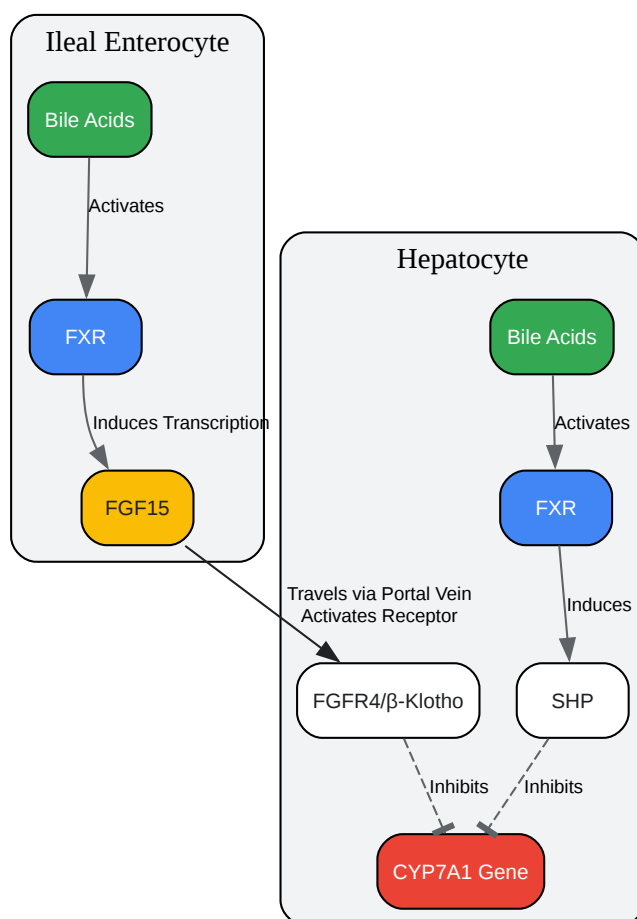 Ileal Enterocyte
Bile Acids
Activates
FXR
Induces Transcription
FGF15
Travels via Portal Vein
Activates Receptor
Hepatocyte
Bile Acids
Activates
FXR
Induces
FGFR4/β-Klotho
SHP
Inhibits
Inhibits
CYP7A1 Gene